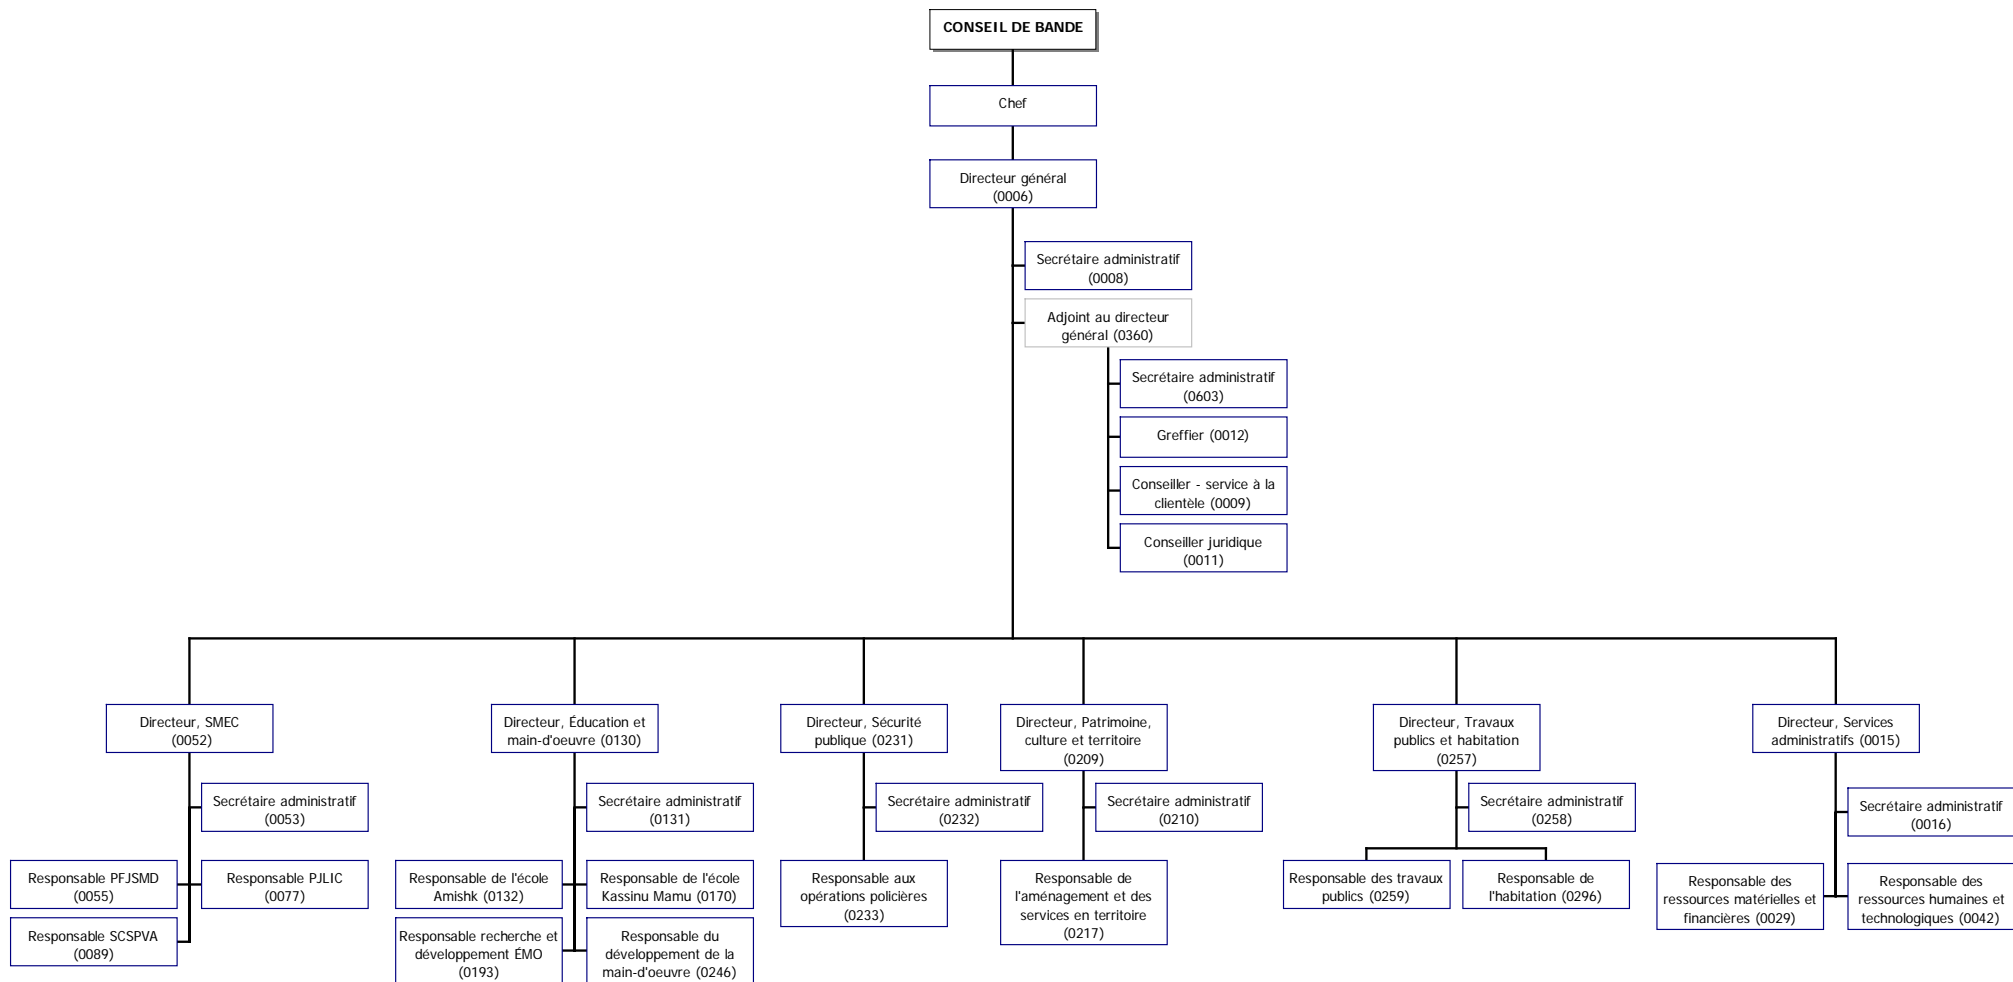 CONSEIL DE BANDE
Chef
Directeur général
(0006)
Secrétaire administratif
(0008)
Adjoint au directeur
général (0360)
Secrétaire administratif
(0603)
Greffier (0012)
Conseiller - service à la
clientèle (0009)
Conseiller juridique
(0011)
Directeur, SMEC
(0052)
Secrétaire administratif
(0053)
Responsable PFJSMD
(0055)
Responsable PJLIC
(0077)
Responsable SCSPVA
(0089)
Directeur, Éducation et
main-d'oeuvre (0130)
Secrétaire administratif
(0131)
Responsable de l'école
Amishk (0132)
Responsable de l'école
Kassinu Mamu (0170)
Responsable recherche et
développement ÉMO
(0193)
Responsable du
développement de la
main-d'oeuvre (0246)
Directeur, Sécurité
publique (0231)
Secrétaire administratif
(0232)
Responsable aux
opérations policières
(0233)
Directeur, Patrimoine,
culture et territoire
(0209)
Secrétaire administratif
(0210)
Responsable de
l'aménagement et des
services en territoire
(0217)
Directeur, Travaux
publics et habitation
(0257)
Secrétaire administratif
(0258)
Responsable des travaux
publics (0259)
Responsable de
l'habitation (0296)
Directeur, Services
administratifs (0015)
Secrétaire administratif
(0016)
Responsable des
ressources matérielles et
financières (0029)
Responsable des
ressources humaines et
technologiques (0042)